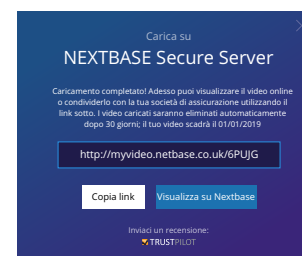 Carica su
NEXTBASE Secure Server
Caricamento completato! Adesso puoi visualizzare il video online
o condividerlo con la tua società di assicurazione utilizzando il
link sotto. I video caricati saranno eliminati automaticamente
dopo 30 giorni; il tuo video scadrà il 01/01/2019
http://myvideo.netbase.co.uk/6PUJG
Copia link
Visualizza su Nextbase
Inviaci un recensione:
TRUSTPILOT